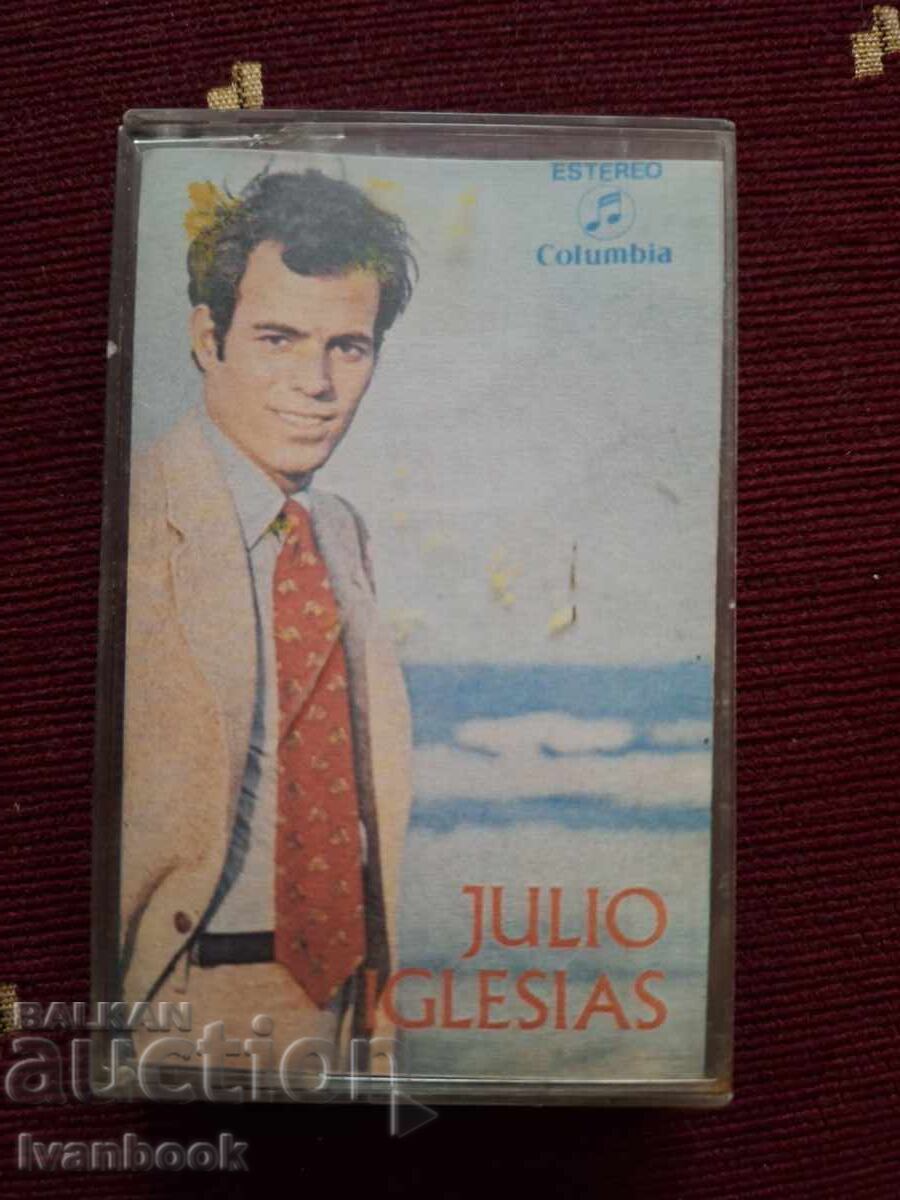 ESTEREO
Columbia
JULIO
IGLESIAS
BALKAN
auction
Ivanbook